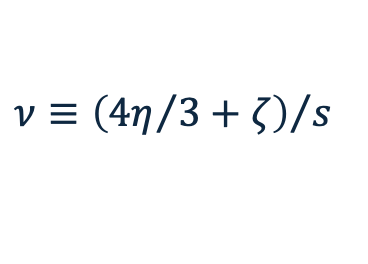 ν ≡ (4η/3 + ζ)/s